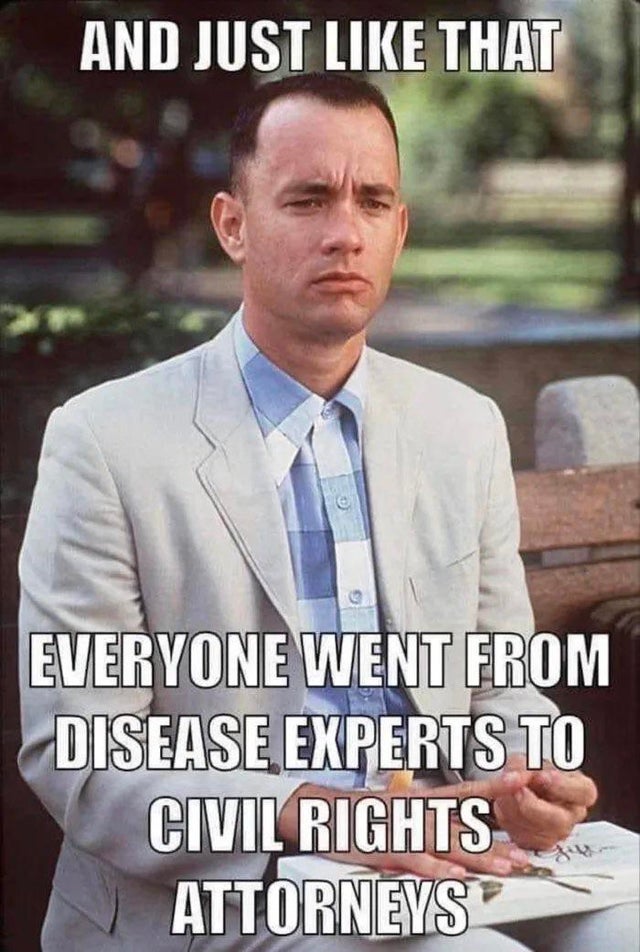 AND JUST LIKE THAT
EVERYONE WENT FROM
DISEASE EXPERTS TO
CIVIL RIGHTS
ATTORNEYS